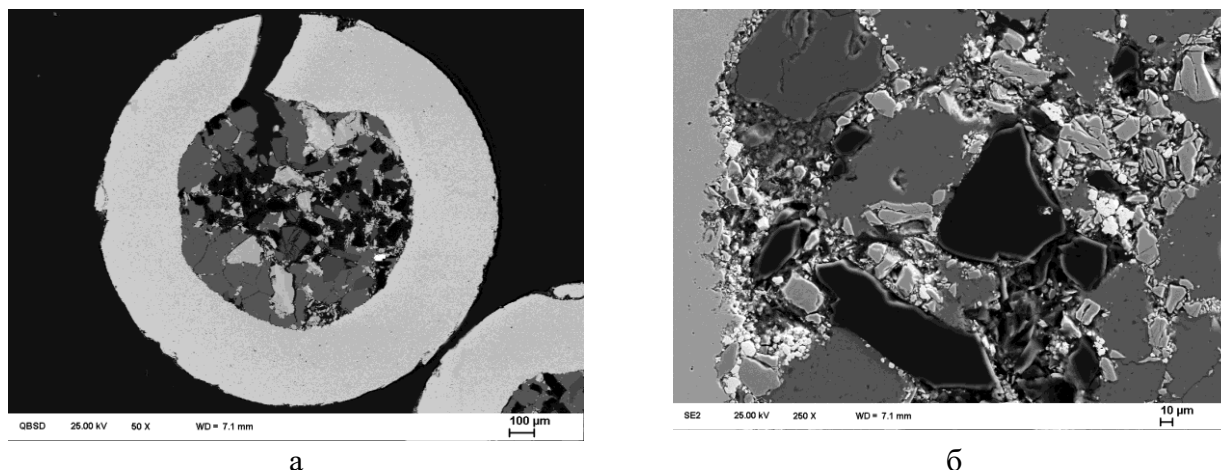 QBSD 25.00 kV 50 X WD = 7.1 mm 100 µm
SE2 25.00 kV 250 X WD = 7.1 mm 10 µm
а
б